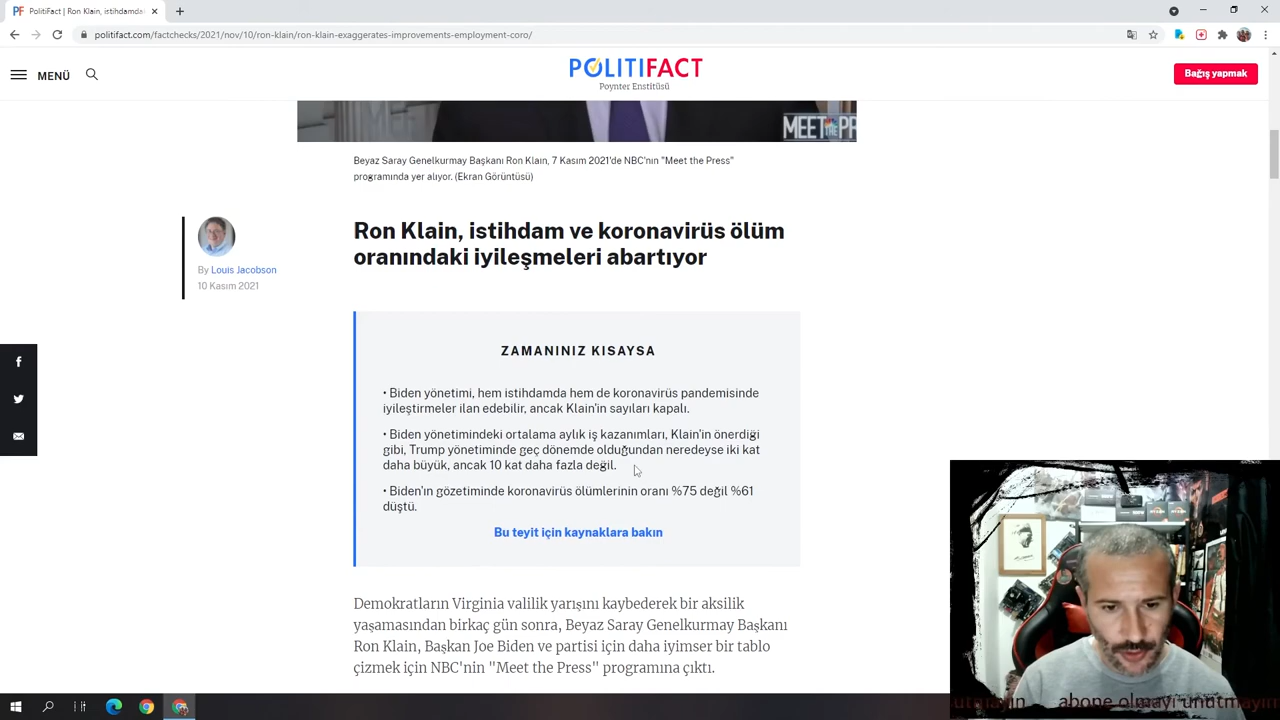 PolitiFact | Ron Klain, istihdamda
politifact.com/factchecks/2021/nov/10/ron-klain/ron-klain-exaggerates-improvements-employment-coro/
MENÜ
POLITIFACT
Poynter Enstitüsü
Bağış yapmak
MEET THE PR
Beyaz Saray Genelkurmay Başkanı Ron Klain, 7 Kasım 2021'de NBC'nin "Meet the Press"
programında yer alıyor. (Ekran Görüntüsü)
Ron Klain, istihdam ve koronavirüs ölüm
oranındaki iyileşmeleri abartıyor
By Louis Jacobson
10 Kasım 2021
ZAMANINIZ KISAYSA
• Biden yönetimi, hem istihdamda hem de koronavirüs pandemisinde
iyileştirmeler ilan edebilir, ancak Klain'in sayıları kapalı.
• Biden yönetimindeki ortalama aylık iş kazanımları, Klain'in önerdiği
gibi, Trump yönetiminde geç dönemde olduğundan neredeyse iki kat
daha büyük, ancak 10 kat daha fazla değil.
• Biden'ın gözetiminde koronavirüs ölümlerinin oranı %75 değil %61
düştü.
Bu teyit için kaynaklara bakın
Demokratların Virginia valilik yarışını kaybederek bir aksilik
yaşamasından birkaç gün sonra, Beyaz Saray Genelkurmay Başkanı
Ron Klain, Başkan Joe Biden ve partisi için daha iyimser bir tablo
çizmek için NBC'nin "Meet the Press" programına çıktı.
utmayın abone olmayı unutmayın